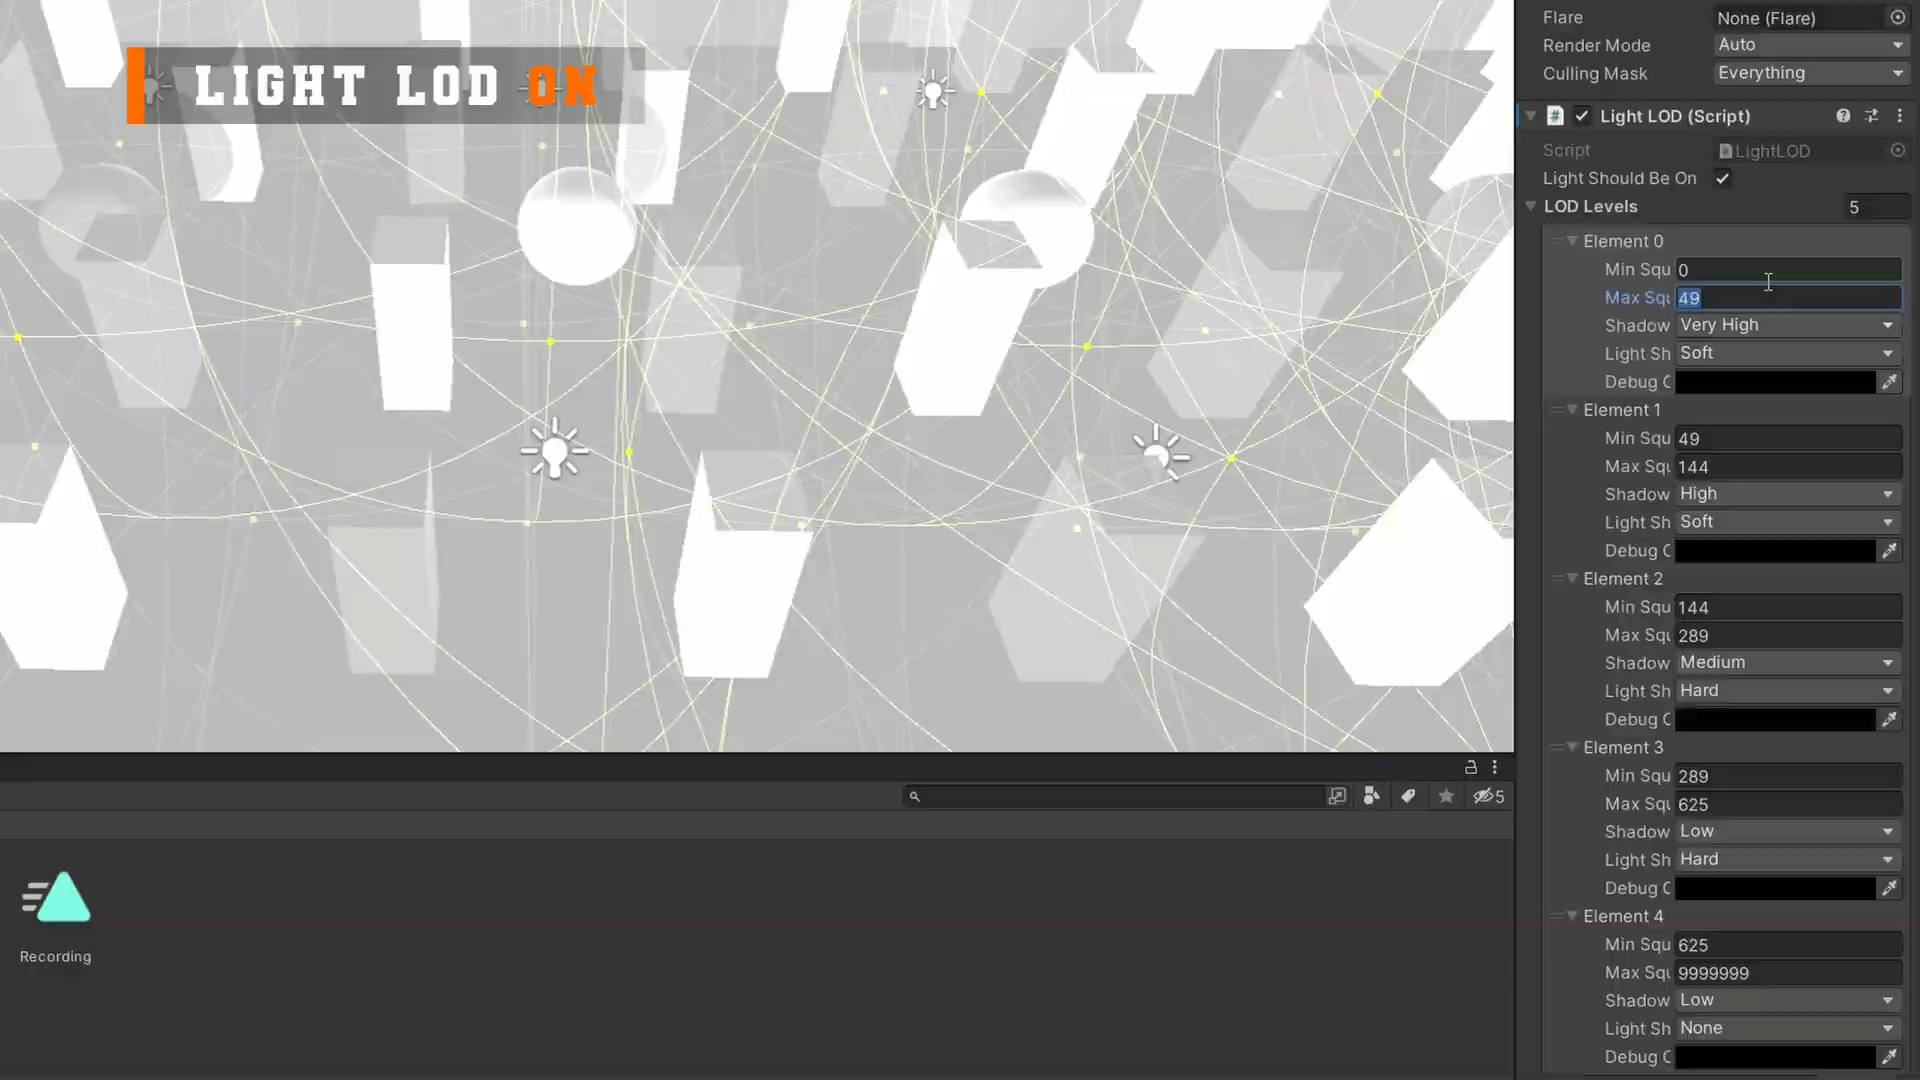 LIGHT LOD ON
Flare None (Flare)
Render Mode Auto
Culling Mask Everything
Light LOD (Script)
Script LightLOD
Light Should Be On
LOD Levels 5
Element 0
Min Squ 0
Max Squ 49
Shadow Very High
Light Sh Soft
Debug C
Element 1
Min Squ 49
Max Squ 144
Shadow High
Light Sh Soft
Debug C
Element 2
Min Squ 144
Max Squ 289
Shadow Medium
Light Sh Hard
Debug C
Element 3
Min Squ 289
Max Squ 625
Shadow Low
Light Sh Hard
Debug C
Element 4
Min Squ 625
Max Squ 9999999
Shadow Low
Light Sh None
Debug C
5
Recording